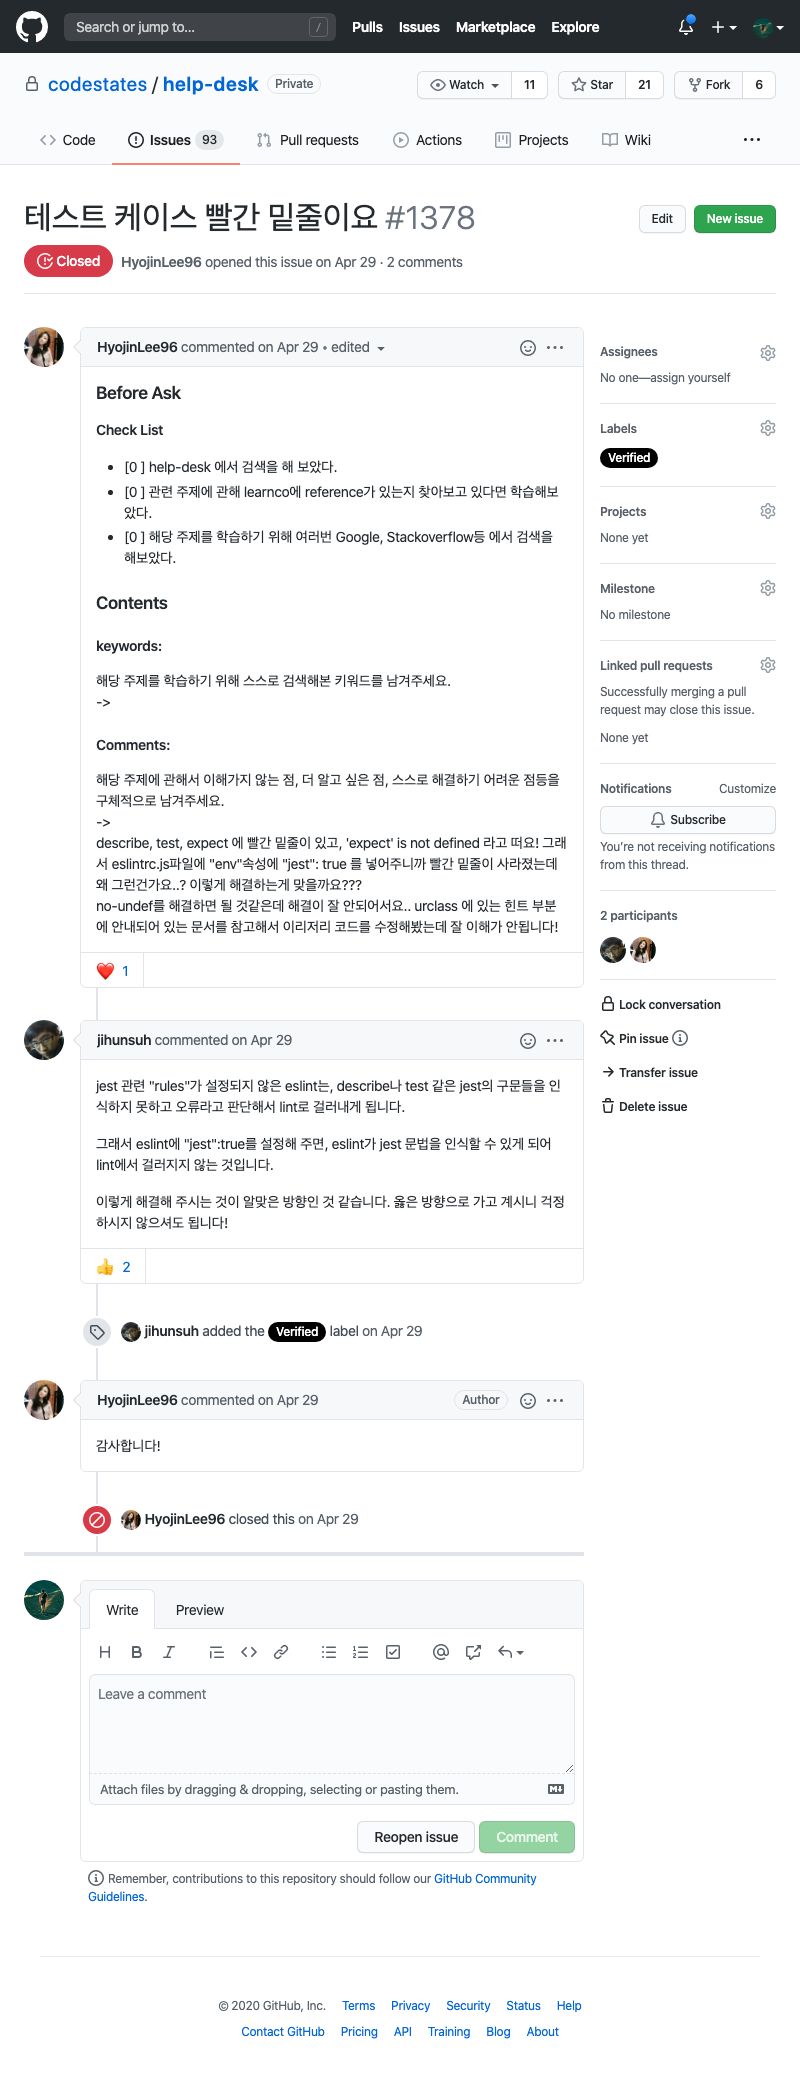 Search or jump to... /
Pulls Issues Marketplace Explore
codestates / help-desk Private
Watch 11 Star 21 Fork 6
Code Issues 93 Pull requests Actions Projects Wiki
테스트 케이스 빨간 밑줄이요 #1378
Edit New issue
Closed HyojinLee96 opened this issue on Apr 29 · 2 comments
HyojinLee96 commented on Apr 29 • edited
Before Ask
Check List
• [0 ] help-desk 에서 검색을 해 보았다.
• [0 ] 관련 주제에 관해 learnco에 reference가 있는지 찾아보고 있다면 학습해보
았다.
• [0 ] 해당 주제를 학습하기 위해 여러번 Google, Stackoverflow등 에서 검색을
해보았다.
Contents
keywords:
해당 주제를 학습하기 위해 스스로 검색해본 키워드를 남겨주세요.
->
Comments:
해당 주제에 관해서 이해가지 않는 점, 더 알고 싶은 점, 스스로 해결하기 어려운 점등을
구체적으로 남겨주세요.
->
describe, test, expect 에 빨간 밑줄이 있고, 'expect' is not defined 라고 떠요! 그래
서 eslintrc.js파일에 "env"속성에 "jest": true 를 넣어주니까 빨간 밑줄이 사라졌는데
왜 그런건가요..? 이렇게 해결하는게 맞을까요???
no-undef를 해결하면 될 것같은데 해결이 잘 안되어서요.. urclass 에 있는 힌트 부분
에 안내되어 있는 문서를 참고해서 이리저리 코드를 수정해봤는데 잘 이해가 안됩니다!
❤️ 1
jihunsuh commented on Apr 29
jest 관련 "rules"가 설정되지 않은 eslint는, describe나 test 같은 jest의 구문들을 인
식하지 못하고 오류라고 판단해서 lint로 걸러내게 됩니다.
그래서 eslint에 "jest":true를 설정해 주면, eslint가 jest 문법을 인식할 수 있게 되어
lint에서 걸러지지 않는 것입니다.
이렇게 해결해 주시는 것이 알맞은 방향인 것 같습니다. 옳은 방향으로 가고 계시니 걱정
하시지 않으셔도 됩니다!
👍 2
jihunsuh added the Verified label on Apr 29
HyojinLee96 commented on Apr 29 Author
감사합니다!
HyojinLee96 closed this on Apr 29
Write Preview
H B I
Leave a comment
Attach files by dragging & dropping, selecting or pasting them.
Reopen issue Comment
Remember, contributions to this repository should follow our GitHub Community
Guidelines.
Assignees
No one—assign yourself
Labels
Verified
Projects
None yet
Milestone
No milestone
Linked pull requests
Successfully merging a pull
request may close this issue.
None yet
Notifications Customize
Subscribe
You're not receiving notifications
from this thread.
2 participants
Lock conversation
Pin issue
Transfer issue
Delete issue
© 2020 GitHub, Inc. Terms Privacy Security Status Help
Contact GitHub Pricing API Training Blog About